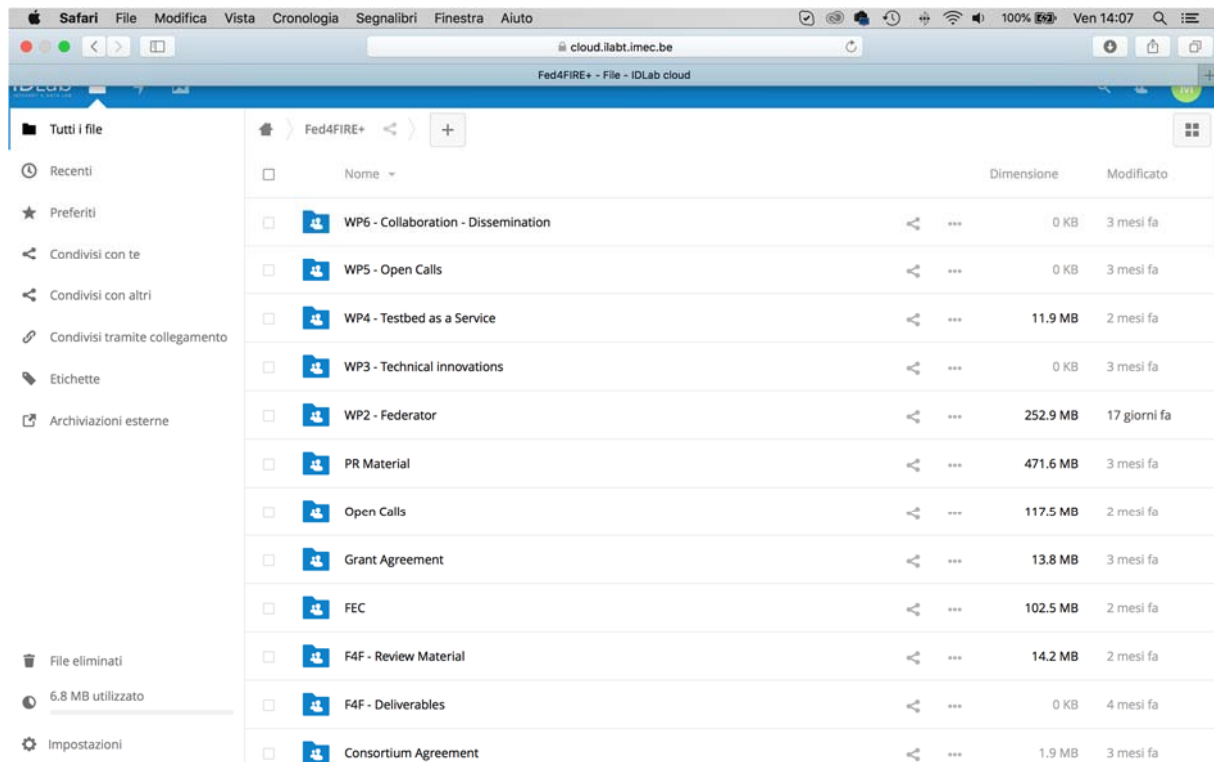 Safari File Modifica Vista Cronologia Segnalibri Finestra Aiuto 100% Ven 14:07
cloud.ilabt.imec.be
Fed4FIRE+ - File - IDLab cloud
M
Tutti i file
Fed4FIRE+
Recenti
Nome Dimensione Modificato
Preferiti
WP6 - Collaboration - Dissemination 0 KB 3 mesi fa
Condivisi con te
WP5 - Open Calls 0 KB 3 mesi fa
Condivisi con altri
WP4 - Testbed as a Service 11.9 MB 2 mesi fa
Condivisi tramite collegamento
WP3 - Technical innovations 0 KB 3 mesi fa
Etichette
WP2 - Federator 252.9 MB 17 giorni fa
Archiviazioni esterne
PR Material 471.6 MB 3 mesi fa
Open Calls 117.5 MB 2 mesi fa
Grant Agreement 13.8 MB 3 mesi fa
FEC 102.5 MB 2 mesi fa
File eliminati
F4F - Review Material 14.2 MB 2 mesi fa
6.8 MB utilizzato
F4F - Deliverables 0 KB 4 mesi fa
Impostazioni
Consortium Agreement 1.9 MB 3 mesi fa